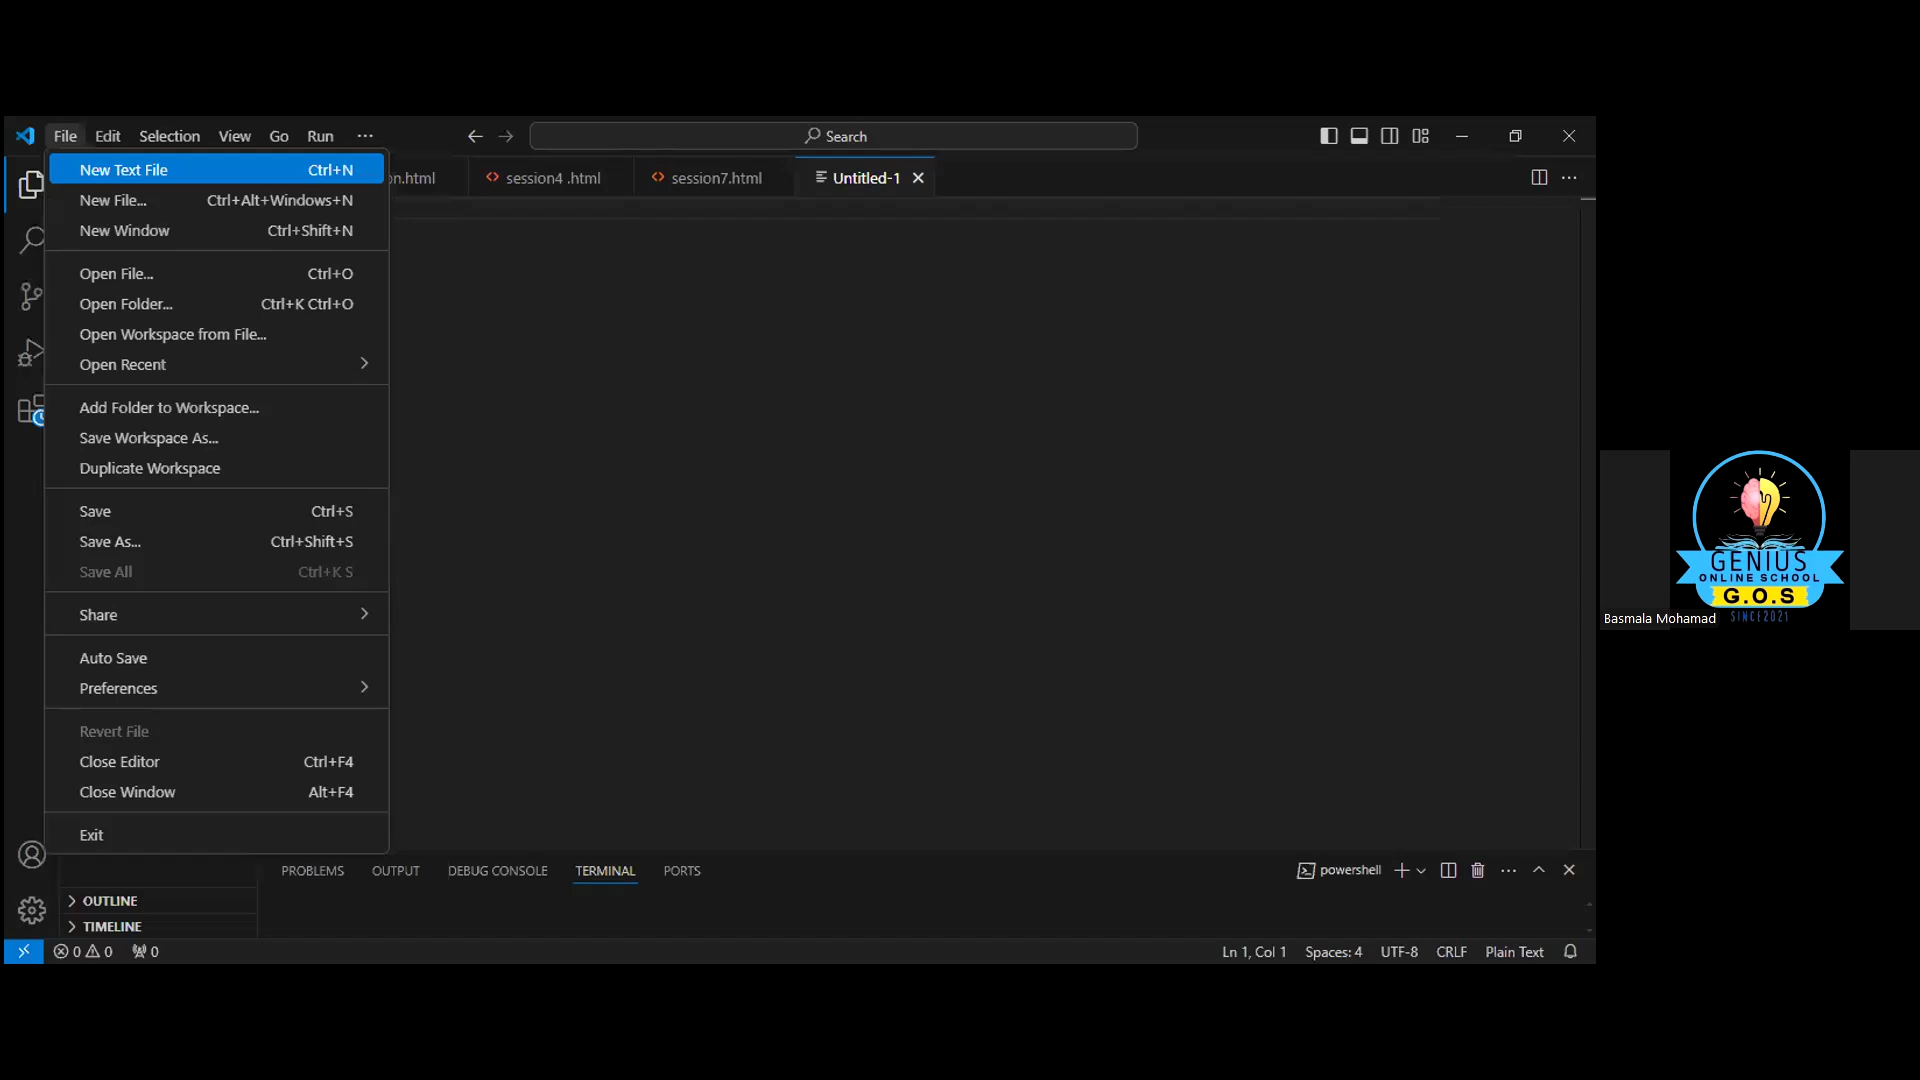 File Edit Selection View Go Run ...
Search
on.html
session4 .html
session7.html
Untitled-1
New Text File Ctrl+N
New File... Ctrl+Alt+Windows+N
New Window Ctrl+Shift+N
Open File... Ctrl+O
Open Folder... Ctrl+K Ctrl+O
Open Workspace from File...
Open Recent
Add Folder to Workspace...
Save Workspace As...
Duplicate Workspace
Save Ctrl+S
Save As... Ctrl+Shift+S
Save All Ctrl+K S
Share
Auto Save
Preferences
Revert File
Close Editor Ctrl+F4
Close Window Alt+F4
Exit
PROBLEMS OUTPUT DEBUG CONSOLE TERMINAL PORTS
powershell
OUTLINE
TIMELINE
0 0 0
Ln 1, Col 1 Spaces: 4 UTF-8 CRLF Plain Text
GENIUS
ONLINE SCHOOL
G.O.S
SINCE2021
Basmala Mohamad